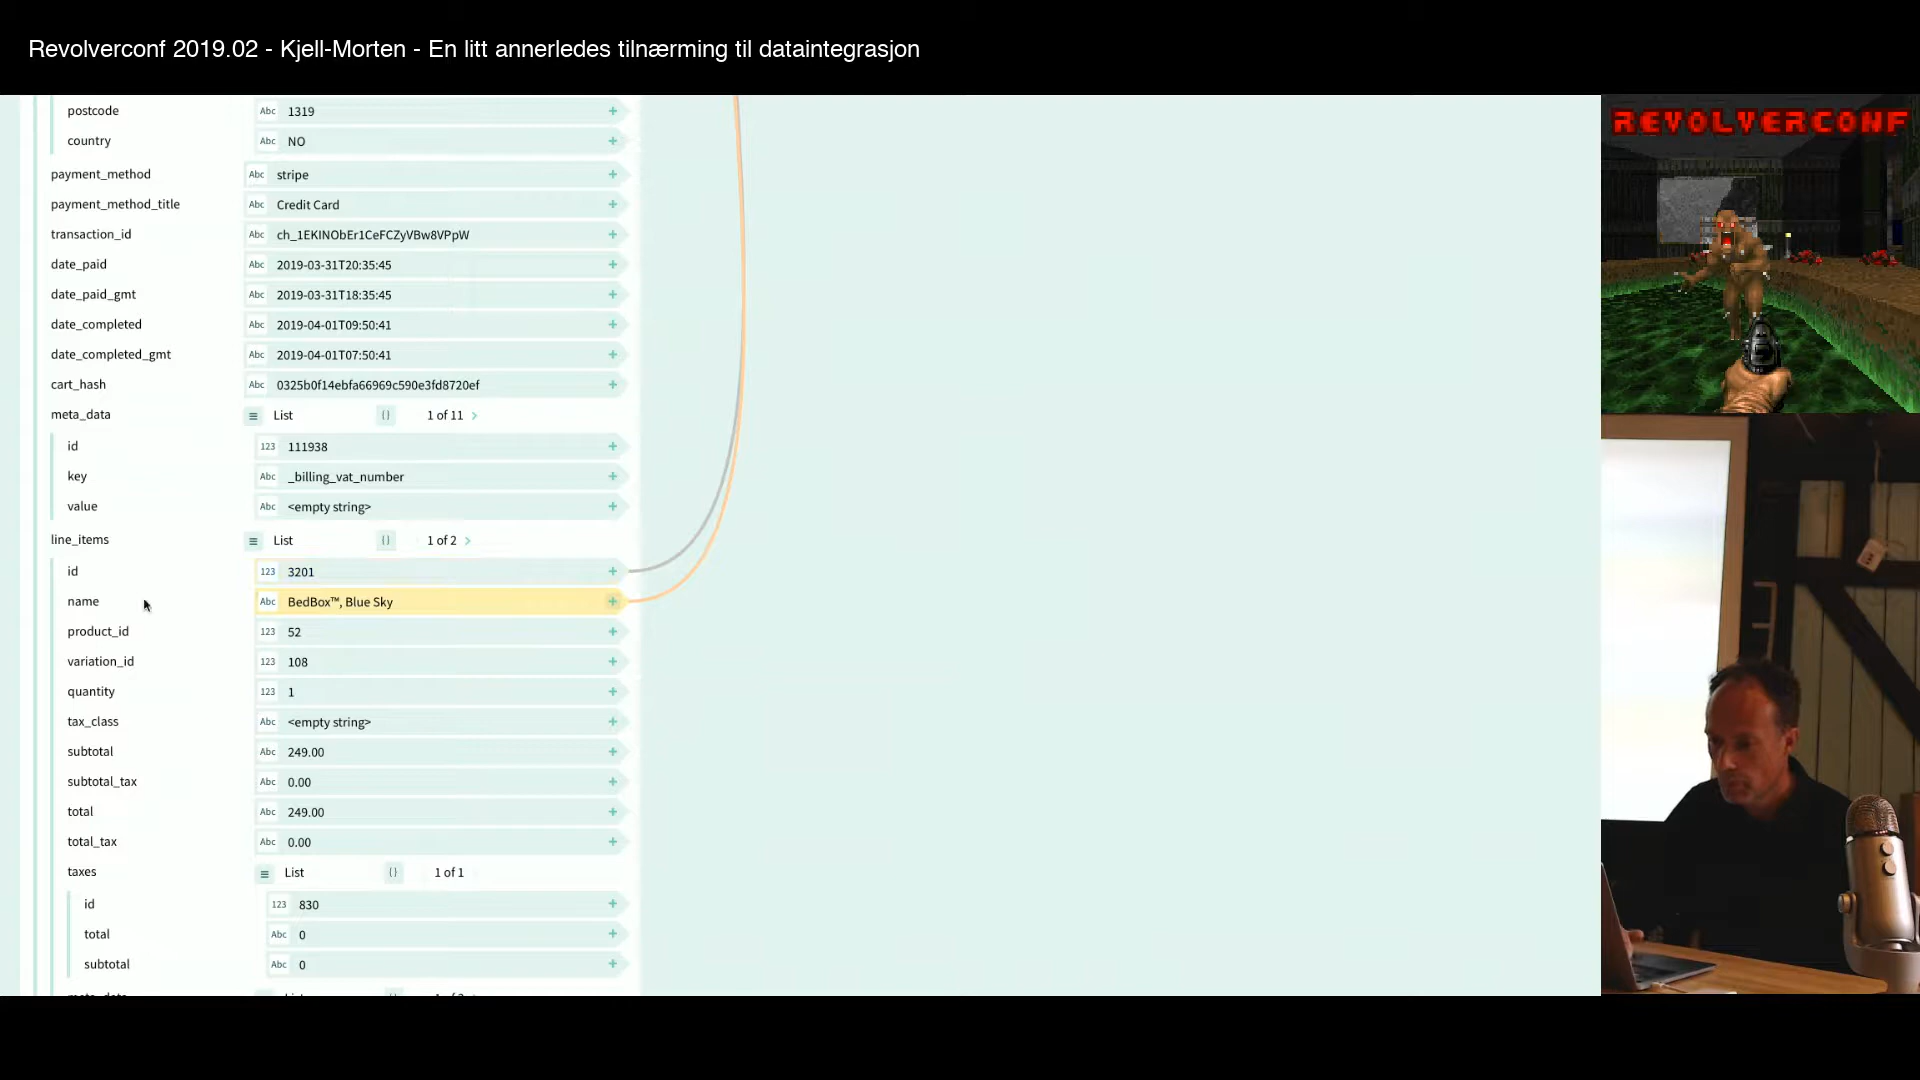 Revolverconf 2019.02 - Kjell-Morten - En litt annerledes tilnærming til dataintegrasjon
REVOLVERCONF
postcode Abc 1319 +
country Abc NO +
payment_method Abc stripe +
payment_method_title Abc Credit Card +
transaction_id Abc ch_1EKINObEr1CeFCZyVBw8VPpW +
date_paid Abc 2019-03-31T20:35:45 +
date_paid_gmt Abc 2019-03-31T18:35:45 +
date_completed Abc 2019-04-01T09:50:41 +
date_completed_gmt Abc 2019-04-01T07:50:41 +
cart_hash Abc 0325b0f14ebfa66969c590e3fd8720ef +
meta_data List {} 1 of 11 >
id 123 111938 +
key Abc _billing_vat_number +
value Abc <empty string> +
line_items List {} 1 of 2 >
id 123 3201 +
name Abc BedBox™, Blue Sky +
product_id 123 52 +
variation_id 123 108 +
quantity 123 1 +
tax_class Abc <empty string> +
subtotal Abc 249.00 +
subtotal_tax Abc 0.00 +
total Abc 249.00 +
total_tax Abc 0.00 +
taxes List {} 1 of 1
id 123 830 +
total Abc 0 +
subtotal Abc 0 +